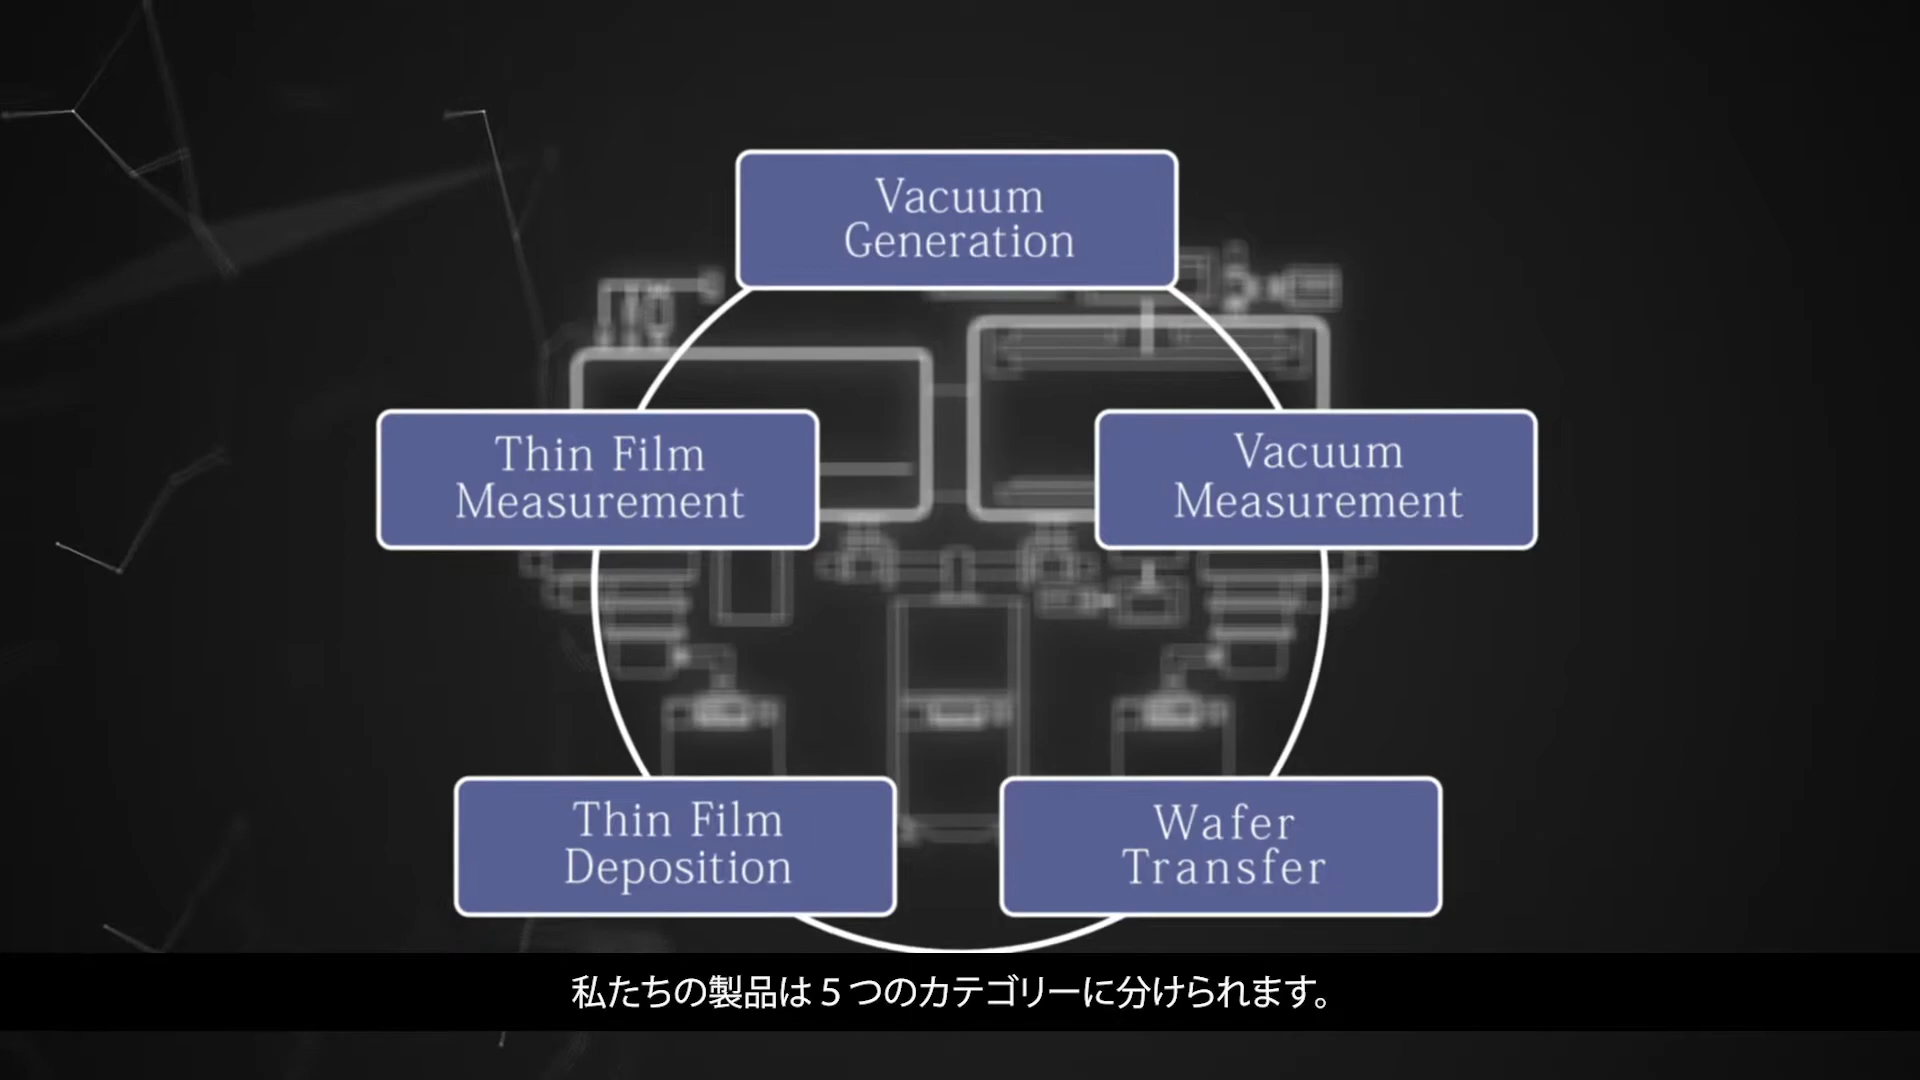 Vacuum
Generation
Thin Film
Measurement
Vacuum
Measurement
Thin Film
Deposition
Wafer
Transfer
私たちの製品は５つのカテゴリーに分けられます。